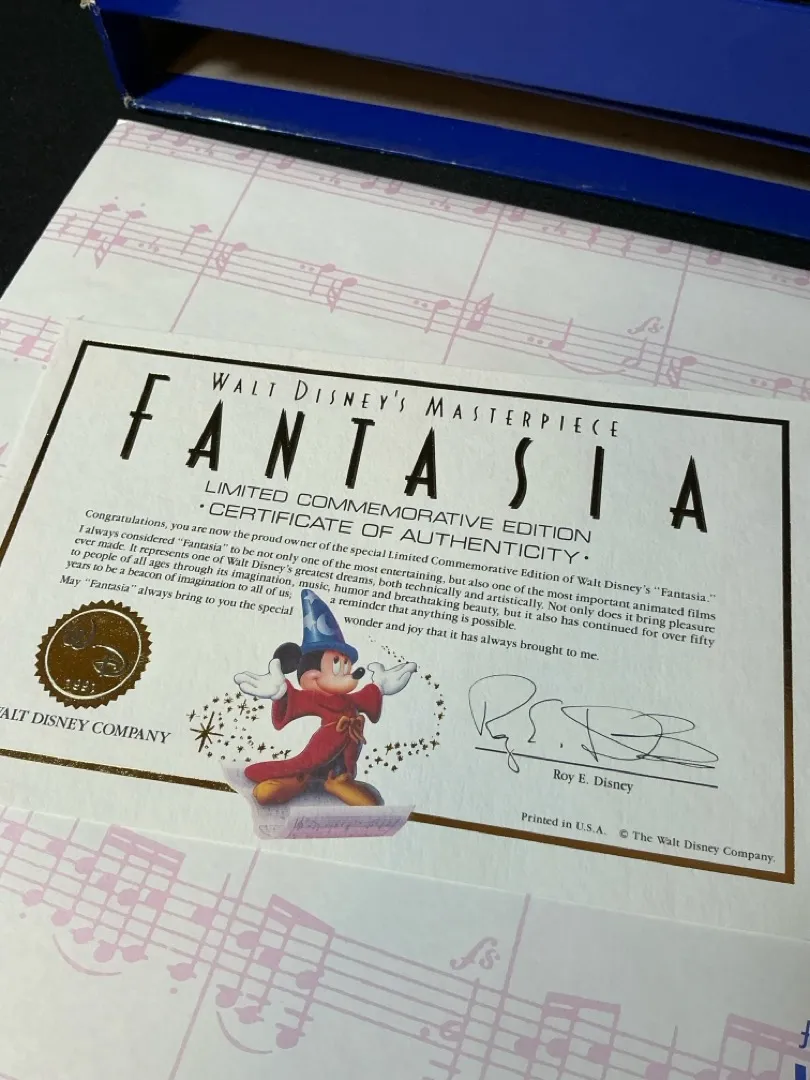 WALT DISNEY'S MASTERPIECE
FANTASIA
LIMITED COMMEMORATIVE EDITION
• CERTIFICATE OF AUTHENTICITY •
Congratulations, you are now the proud owner of the special Limited Commemorative Edition of Walt Disney's "Fantasia."
I always considered "Fantasia" to be not only one of the most entertaining, but also one of the most important animated films
ever made. It represents one of Walt Disney's greatest dreams, both technically and artistically. Not only does it bring pleasure
to people of all ages through its imagination, music, humor and breathtaking beauty, but it also has continued for over fifty
years to be a beacon of imagination to all of us; a reminder that anything is possible.
May "Fantasia" always bring to you the special wonder and joy that it has always brought to me.
1991
WALT DISNEY COMPANY
Roy E. Disney
Roy E. Disney
Printed in U.S.A. © The Walt Disney Company.
fs
fs